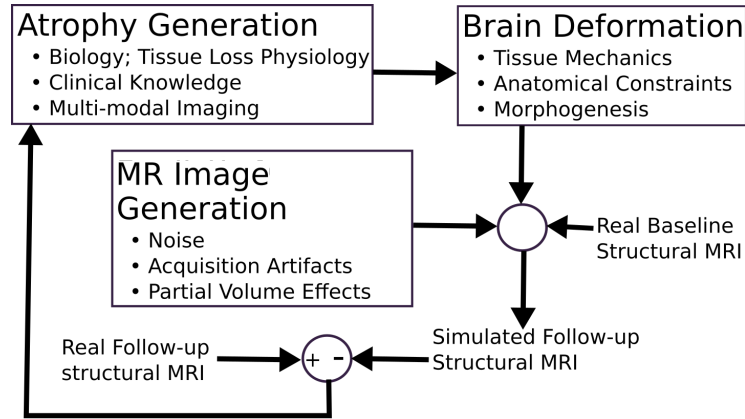 Atrophy Generation
• Biology; Tissue Loss Physiology
• Clinical Knowledge
• Multi-modal Imaging
Brain Deformation
• Tissue Mechanics
• Anatomical Constraints
• Morphogenesis
MR Image
Generation
• Noise
• Acquisition Artifacts
• Partial Volume Effects
Real Baseline
Structural MRI
Simulated Follow-up
Structural MRI
Real Follow-up
structural MRI
+ -